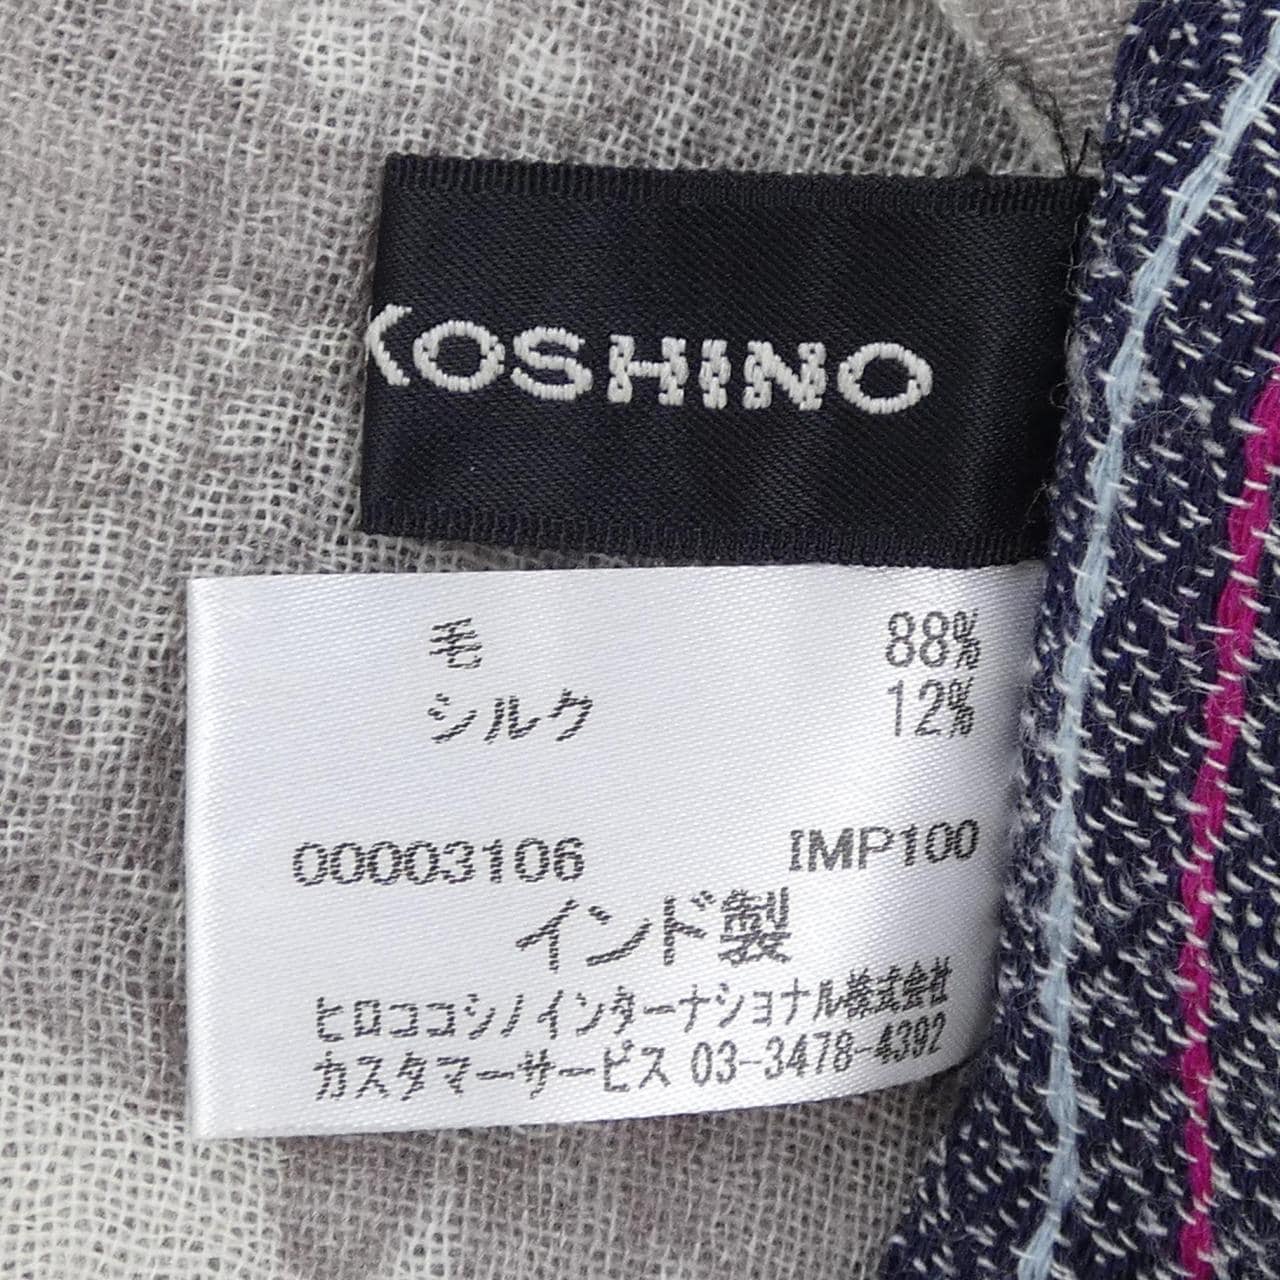 KOSHINO
毛 88%
シルク 12%
00003106 IMP100
インド製
ヒロココシノインターナショナル株式会社
カスタマーサービス 03-3478-4392